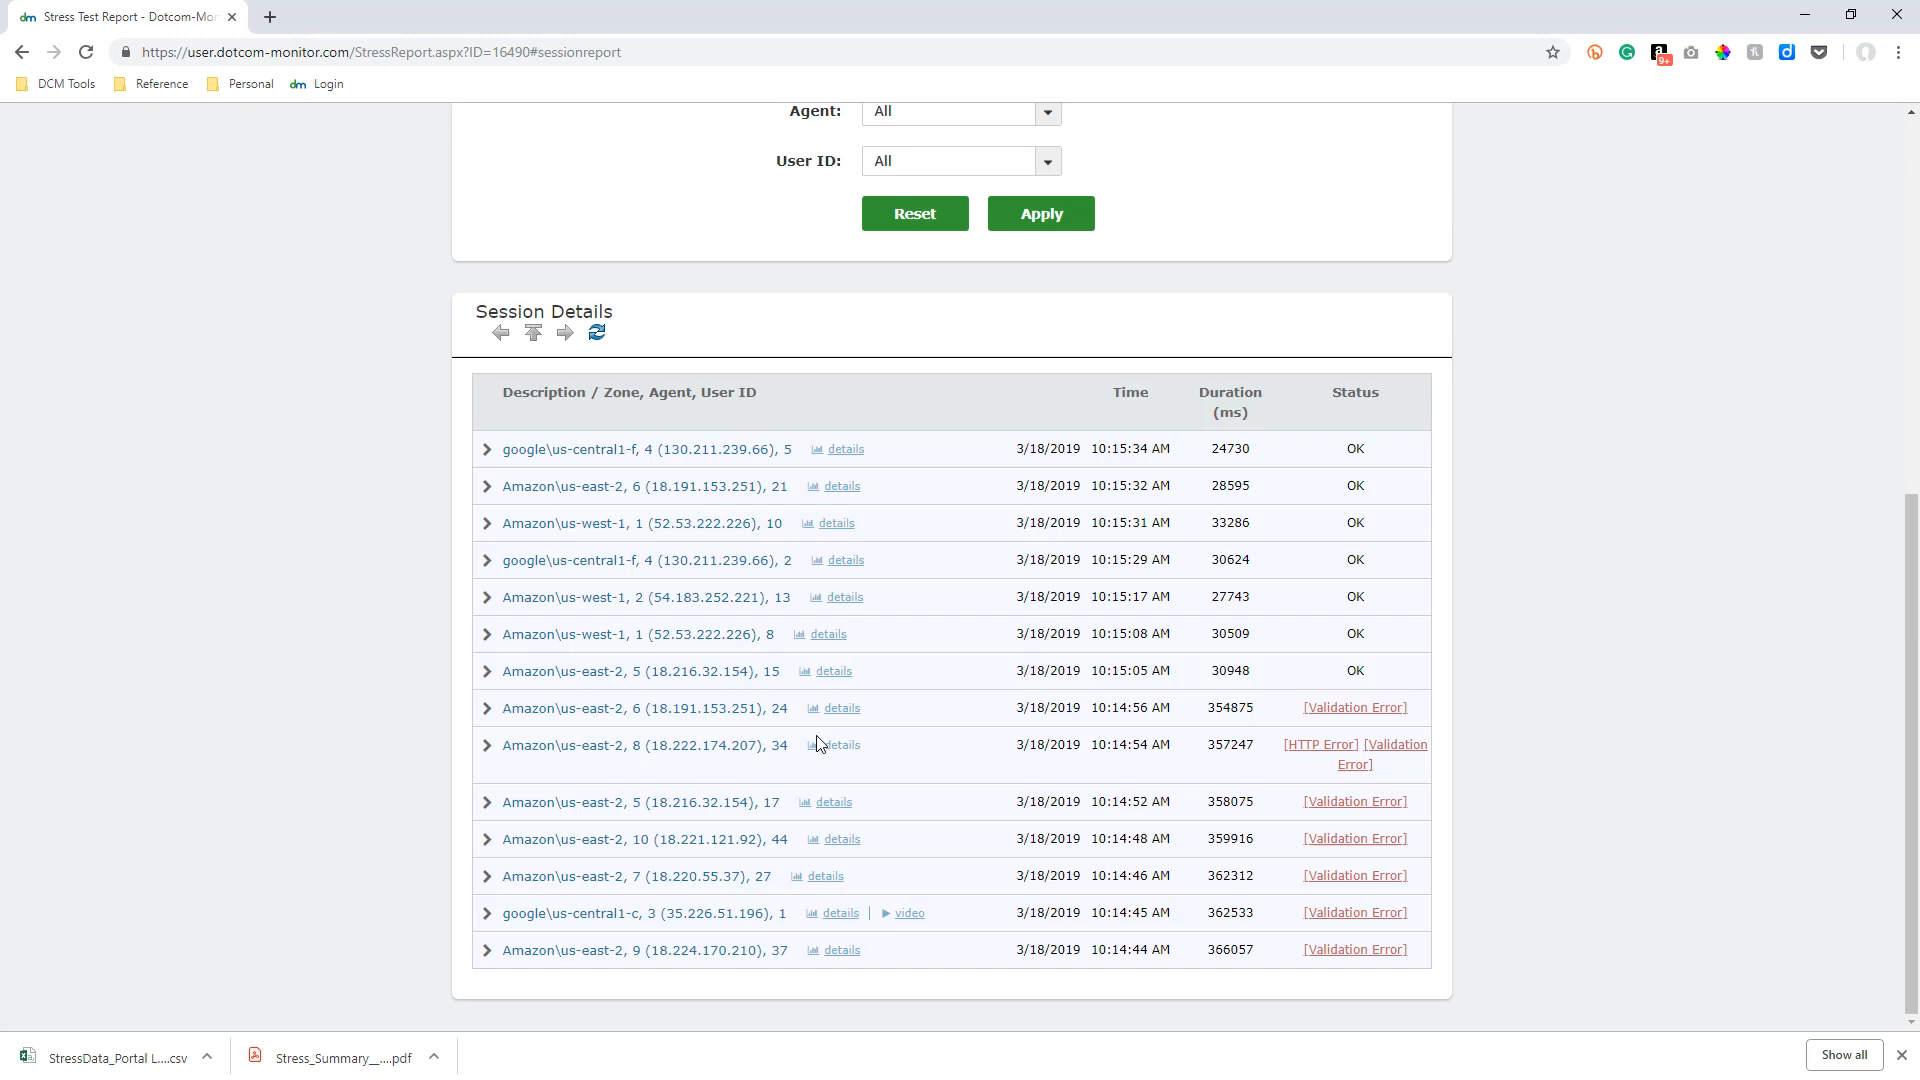 dm Stress Test Report - Dotcom-Mon
https://user.dotcom-monitor.com/StressReport.aspx?ID=16490#sessionreport
9+
DCM Tools Reference Personal dm Login
Agent: All
User ID: All
Reset Apply
Session Details
Description / Zone, Agent, User ID Time Duration (ms) Status
google\us-central1-f, 4 (130.211.239.66), 5 details 3/18/2019 10:15:34 AM 24730 OK
Amazon\us-east-2, 6 (18.191.153.251), 21 details 3/18/2019 10:15:32 AM 28595 OK
Amazon\us-west-1, 1 (52.53.222.226), 10 details 3/18/2019 10:15:31 AM 33286 OK
google\us-central1-f, 4 (130.211.239.66), 2 details 3/18/2019 10:15:29 AM 30624 OK
Amazon\us-west-1, 2 (54.183.252.221), 13 details 3/18/2019 10:15:17 AM 27743 OK
Amazon\us-west-1, 1 (52.53.222.226), 8 details 3/18/2019 10:15:08 AM 30509 OK
Amazon\us-east-2, 5 (18.216.32.154), 15 details 3/18/2019 10:15:05 AM 30948 OK
Amazon\us-east-2, 6 (18.191.153.251), 24 details 3/18/2019 10:14:56 AM 354875 [Validation Error]
Amazon\us-east-2, 8 (18.222.174.207), 34 details 3/18/2019 10:14:54 AM 357247 [HTTP Error] [Validation
Error]
Amazon\us-east-2, 5 (18.216.32.154), 17 details 3/18/2019 10:14:52 AM 358075 [Validation Error]
Amazon\us-east-2, 10 (18.221.121.92), 44 details 3/18/2019 10:14:48 AM 359916 [Validation Error]
Amazon\us-east-2, 7 (18.220.55.37), 27 details 3/18/2019 10:14:46 AM 362312 [Validation Error]
google\us-central1-c, 3 (35.226.51.196), 1 details | video 3/18/2019 10:14:45 AM 362533 [Validation Error]
Amazon\us-east-2, 9 (18.224.170.210), 37 details 3/18/2019 10:14:44 AM 366057 [Validation Error]
StressData_Portal L....csv Stress_Summary__....pdf Show all